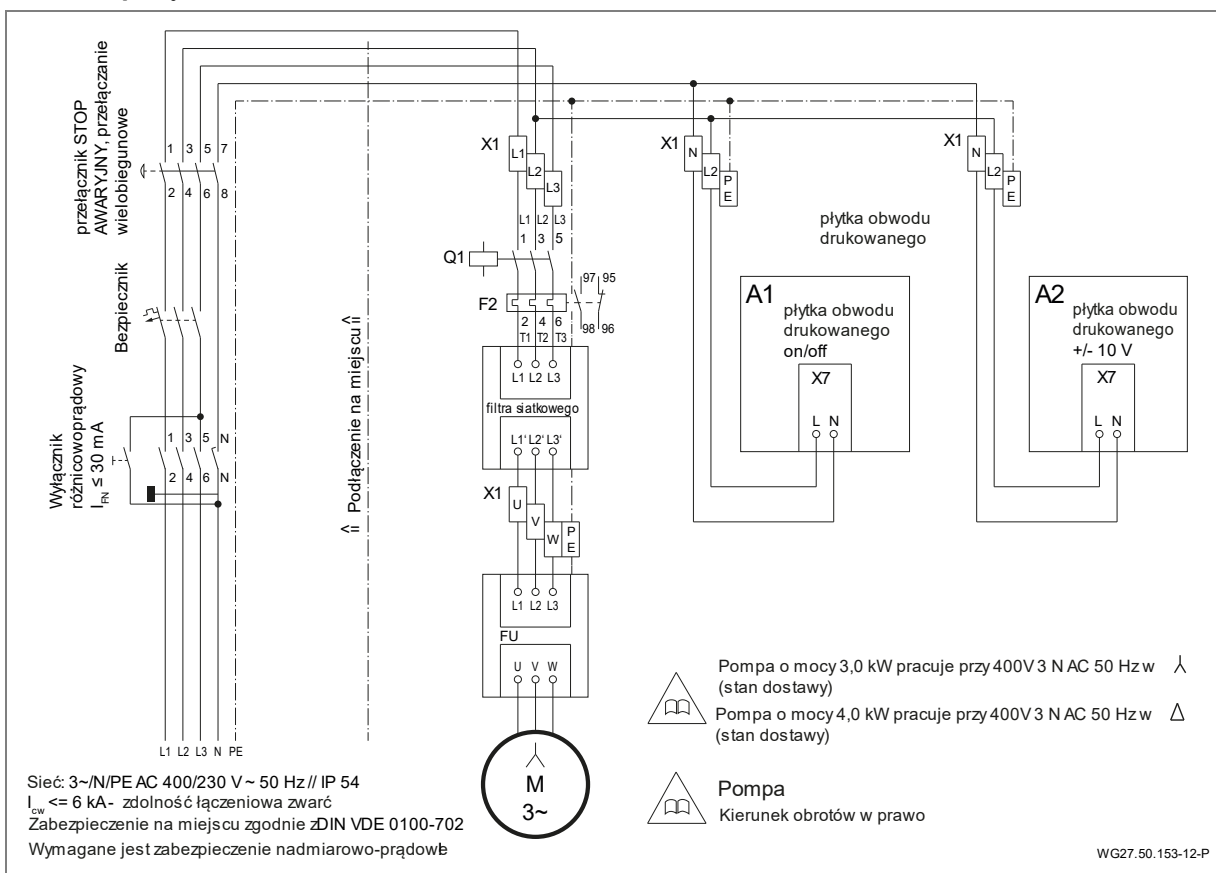 przełącznik STOP
AWARYJNY, przełączanie
wielobiegunowe
1 3 5 7
2 4 6 8
Bezpiecznik
Wyłącznik
różnicowoprądowy
I_FN ≤ 30 mA
1 3 5 N
2 4 6 N
L1 L2 L3 N PE
<ıı Podłączenie na miejscu <ıı
X1
L1
L2
L3
L1 L2 L3
1 3 5
Q1
97 95
F2
98 96
2 4 6
T1 T2 T3
L1 L2 L3
filtra siatkowego
L1' L2' L3'
X1
U
V
W
PE
L1 L2 L3
FU
U V W
M
3~
X1
N
L2
PE
X1
N
L2
PE
płytka obwodu
drukowanego
A1
płytka obwodu
drukowanego
on/off
X7
L N
A2
płytka obwodu
drukowanego
+/- 10 V
X7
L N
Pompa o mocy 3,0 kW pracuje przy 400V 3 N AC 50 Hz w
(stan dostawy)
Pompa o mocy 4,0 kW pracuje przy 400V 3 N AC 50 Hz w Δ
(stan dostawy)
Pompa
Kierunek obrotów w prawo
Sieć: 3~/N/PE AC 400/230 V ~ 50 Hz // IP 54
I_cw <= 6 kA - zdolność łączeniowa zwarć
Zabezpieczenie na miejscu zgodnie zDIN VDE 0100-702
Wymagane jest zabezpieczenie nadmiarowo-prądowe
WG27.50.153-12-P